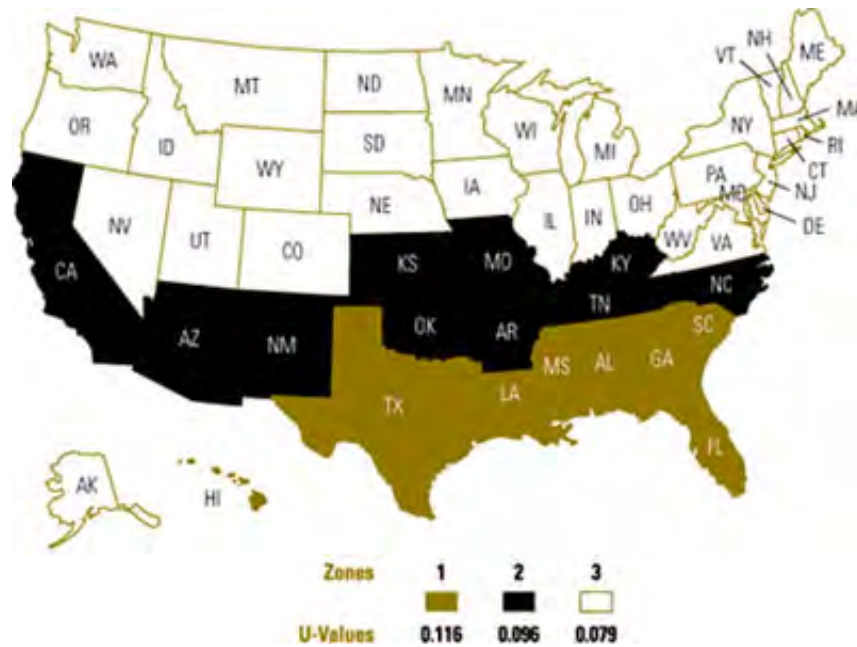 WA
MT
ND
MN
VT
NH
ME
OR
ID
SD
WI
MI
NY
MA
RI
WY
IA
PA
CT
NV
UT
CO
NE
IL
IN
OH
MD
NJ
WV
VA
DE
CA
KS
MO
KY
NC
AZ
NM
OK
AR
TN
SC
MS
AL
GA
TX
LA
FL
AK
HI
Zones 1 2 3
U-Values 0.116 0.096 0.079